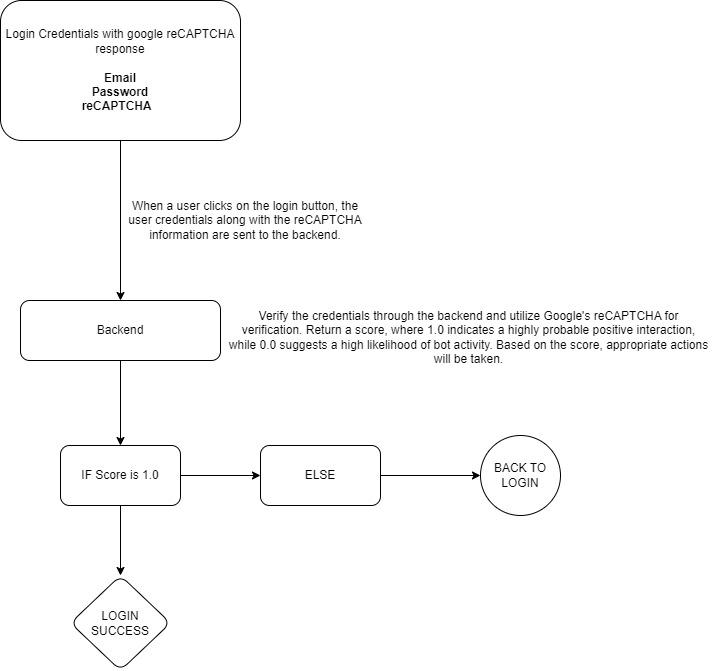 Login Credentials with google reCAPTCHA
response
Email
Password
reCAPTCHA
When a user clicks on the login button, the
user credentials along with the reCAPTCHA
information are sent to the backend.
Backend
Verify the credentials through the backend and utilize Google's reCAPTCHA for
verification. Return a score, where 1.0 indicates a highly probable positive interaction,
while 0.0 suggests a high likelihood of bot activity. Based on the score, appropriate actions
will be taken.
IF Score is 1.0
ELSE
BACK TO
LOGIN
LOGIN
SUCCESS